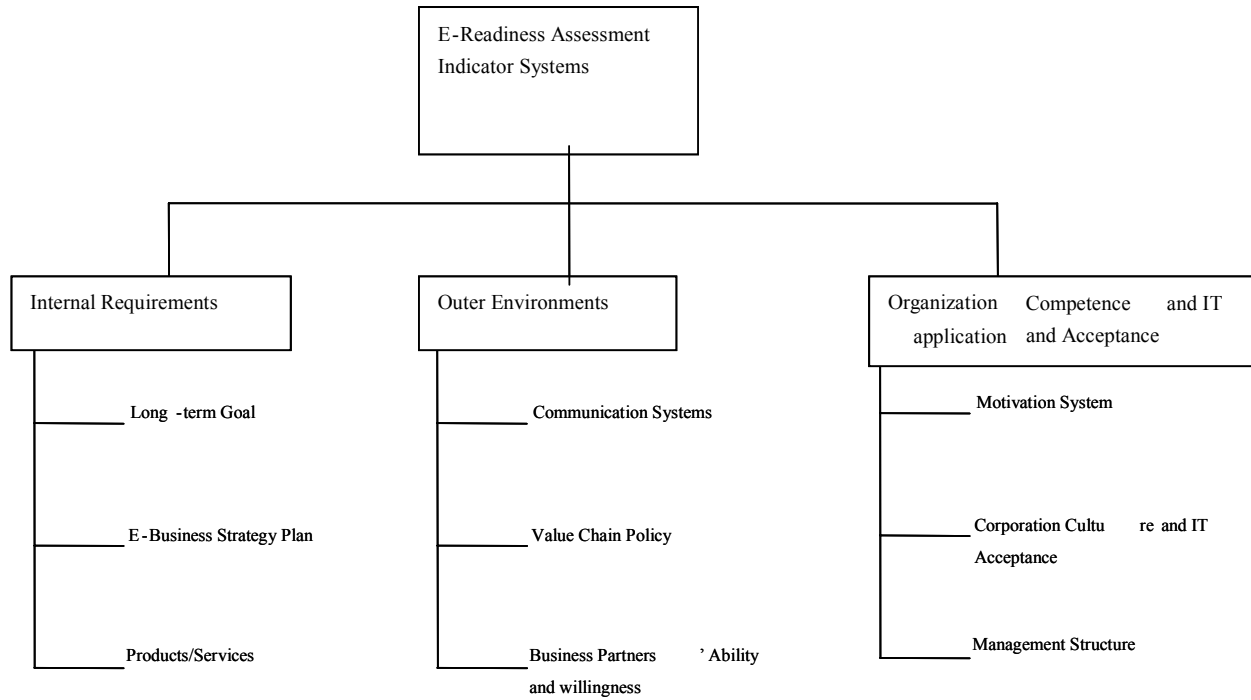 E-Readiness Assessment
Indicator Systems
Internal Requirements
Long -term Goal
E-Business Strategy Plan
Products/Services
Outer Environments
Communication Systems
Value Chain Policy
Business Partners ’ Ability
and willingness
Organization Competence and IT
application and Acceptance
Motivation System
Corporation Cultu re and IT
Acceptance
Management Structure